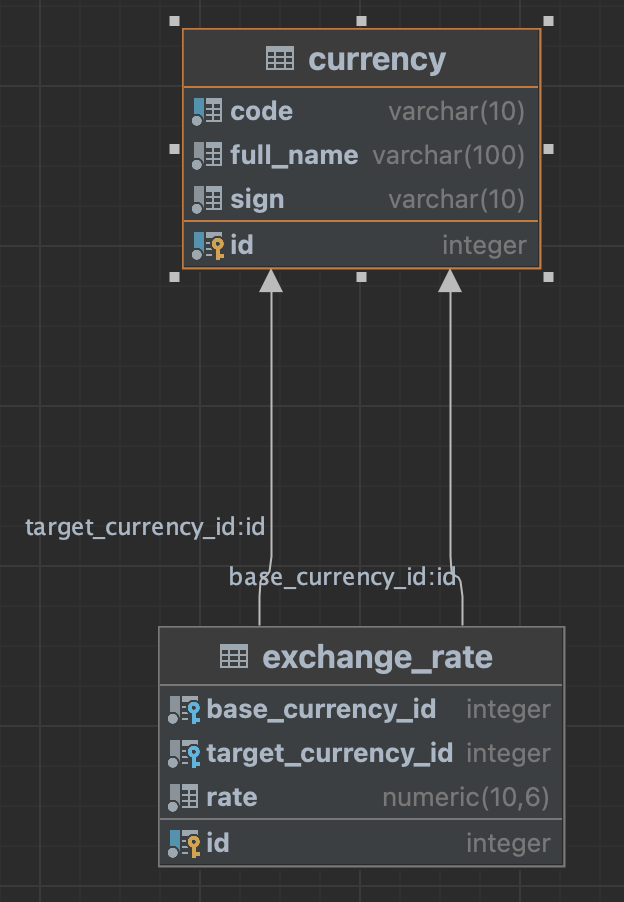 currency
code varchar(10)
full_name varchar(100)
sign varchar(10)
id integer
target_currency_id:id
base_currency_id:id
exchange_rate
base_currency_id integer
target_currency_id integer
rate numeric(10,6)
id integer